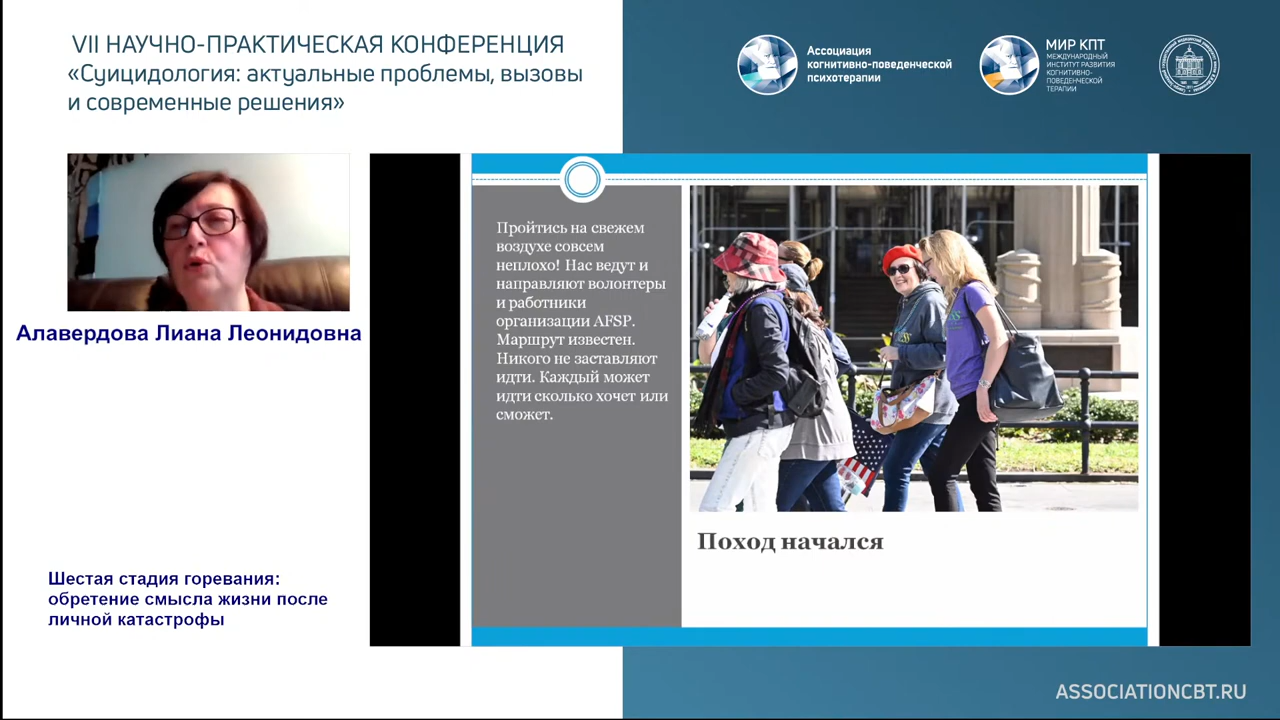 VII НАУЧНО-ПРАКТИЧЕСКАЯ КОНФЕРЕНЦИЯ
«Суицидология: актуальные проблемы, вызовы
и современные решения»
Ассоциация
когнитивно-поведенческой
психотерапии
МИР КПТ
МЕЖДУНАРОДНЫЙ
ИНСТИТУТ РАЗВИТИЯ
КОГНИТИВНО-
ПОВЕДЕНЧЕСКОЙ
ТЕРАПИИ
Алавердова Лиана Леонидовна
Шестая стадия горевания:
обретение смысла жизни после
личной катастрофы
Пройтись на свежем
воздухе совсем
неплохо! Нас ведут и
направляют волонтеры
и работники
организации AFSP.
Маршрут известен.
Никого не заставляют
идти. Каждый может
идти сколько хочет или
сможет.
Поход начался
ASSOCIATIONCBT.RU